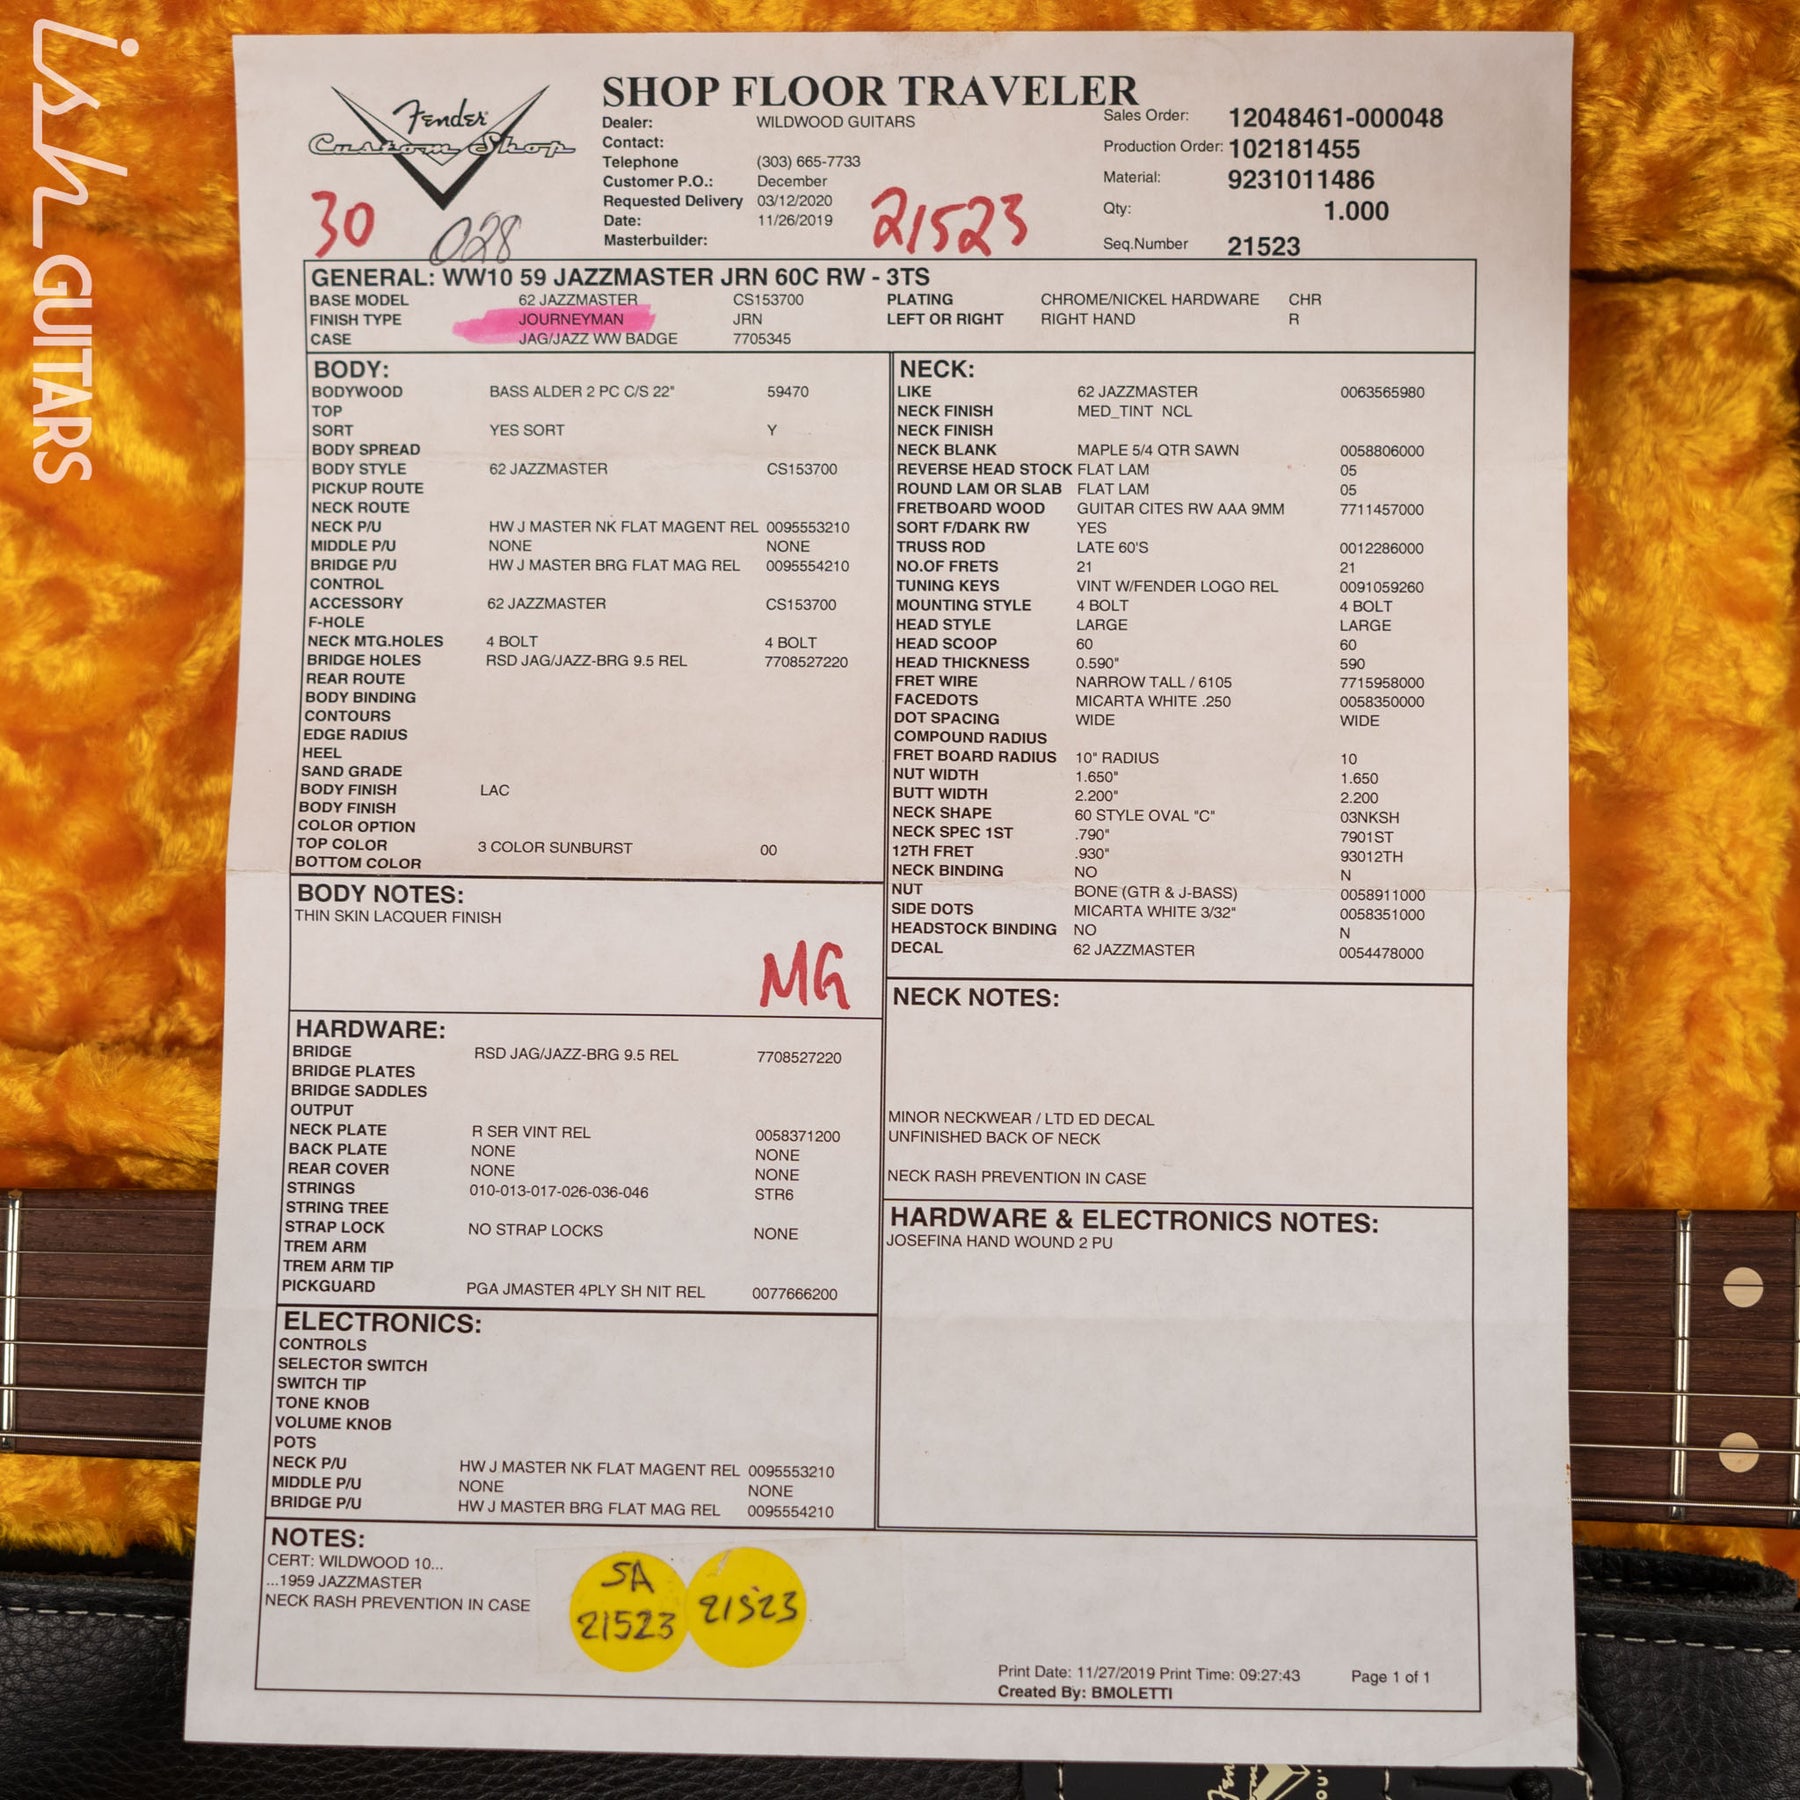 ish GUITARS
Fender
Custom Shop
SHOP FLOOR TRAVELER
Dealer: WILDWOOD GUITARS
Contact:
Telephone (303) 665-7733
Customer P.O.: December
Requested Delivery 03/12/2020
Date: 11/26/2019
Masterbuilder:
Sales Order: 12048461-000048
Production Order: 102181455
Material: 9231011486
Qty: 1.000
Seq.Number 21523
30 028 21523
GENERAL: WW10 59 JAZZMASTER JRN 60C RW - 3TS
BASE MODEL 62 JAZZMASTER CS153700 PLATING CHROME/NICKEL HARDWARE CHR
FINISH TYPE JOURNEYMAN JRN LEFT OR RIGHT RIGHT HAND R
CASE JAG/JAZZ WW BADGE 7705345
BODY:
BODYWOOD BASS ALDER 2 PC C/S 22" 59470
TOP
SORT YES SORT Y
BODY SPREAD
BODY STYLE 62 JAZZMASTER CS153700
PICKUP ROUTE
NECK ROUTE
NECK P/U HW J MASTER NK FLAT MAGENT REL 0095553210
MIDDLE P/U NONE NONE
BRIDGE P/U HW J MASTER BRG FLAT MAG REL 0095554210
CONTROL
ACCESSORY 62 JAZZMASTER CS153700
F-HOLE
NECK MTG.HOLES 4 BOLT 4 BOLT
BRIDGE HOLES RSD JAG/JAZZ-BRG 9.5 REL 7708527220
REAR ROUTE
BODY BINDING
CONTOURS
EDGE RADIUS
HEEL
SAND GRADE
BODY FINISH LAC
BODY FINISH
COLOR OPTION
TOP COLOR 3 COLOR SUNBURST 00
BOTTOM COLOR
BODY NOTES:
THIN SKIN LACQUER FINISH
MG
HARDWARE:
BRIDGE RSD JAG/JAZZ-BRG 9.5 REL 7708527220
BRIDGE PLATES
BRIDGE SADDLES
OUTPUT
NECK PLATE R SER VINT REL 0058371200
BACK PLATE NONE NONE
REAR COVER NONE NONE
STRINGS 010-013-017-026-036-046 STR6
STRING TREE
STRAP LOCK NO STRAP LOCKS NONE
TREM ARM
TREM ARM TIP
PICKGUARD PGA JMASTER 4PLY SH NIT REL 0077666200
ELECTRONICS:
CONTROLS
SELECTOR SWITCH
SWITCH TIP
TONE KNOB
VOLUME KNOB
POTS
NECK P/U HW J MASTER NK FLAT MAGENT REL 0095553210
MIDDLE P/U NONE NONE
BRIDGE P/U HW J MASTER BRG FLAT MAG REL 0095554210
NECK:
LIKE 62 JAZZMASTER 0063565980
NECK FINISH MED_TINT NCL
NECK FINISH
NECK BLANK MAPLE 5/4 QTR SAWN 0058806000
REVERSE HEAD STOCK FLAT LAM 05
ROUND LAM OR SLAB FLAT LAM 05
FRETBOARD WOOD GUITAR CITES RW AAA 9MM 7711457000
SORT F/DARK RW YES
TRUSS ROD LATE 60'S 0012286000
NO.OF FRETS 21 21
TUNING KEYS VINT W/FENDER LOGO REL 0091059260
MOUNTING STYLE 4 BOLT 4 BOLT
HEAD STYLE LARGE LARGE
HEAD SCOOP 60 60
HEAD THICKNESS 0.590" 590
FRET WIRE NARROW TALL / 6105 7715958000
FACEDOTS MICARTA WHITE .250 0058350000
DOT SPACING WIDE WIDE
COMPOUND RADIUS
FRET BOARD RADIUS 10" RADIUS 10
NUT WIDTH 1.650" 1.650
BUTT WIDTH 2.200" 2.200
NECK SHAPE 60 STYLE OVAL "C" 03NKSH
NECK SPEC 1ST .790" 7901ST
12TH FRET .930" 93012TH
NECK BINDING NO N
NUT BONE (GTR & J-BASS) 0058911000
SIDE DOTS MICARTA WHITE 3/32" 0058351000
HEADSTOCK BINDING NO N
DECAL 62 JAZZMASTER 0054478000
NECK NOTES:
MINOR NECKWEAR / LTD ED DECAL
UNFINISHED BACK OF NECK
NECK RASH PREVENTION IN CASE
HARDWARE & ELECTRONICS NOTES:
JOSEFINA HAND WOUND 2 PU
NOTES:
CERT: WILDWOOD 10...
...1959 JAZZMASTER
NECK RASH PREVENTION IN CASE
SA
21523
21523
Print Date: 11/27/2019 Print Time: 09:27:43 Page 1 of 1
Created By: BMOLETTI